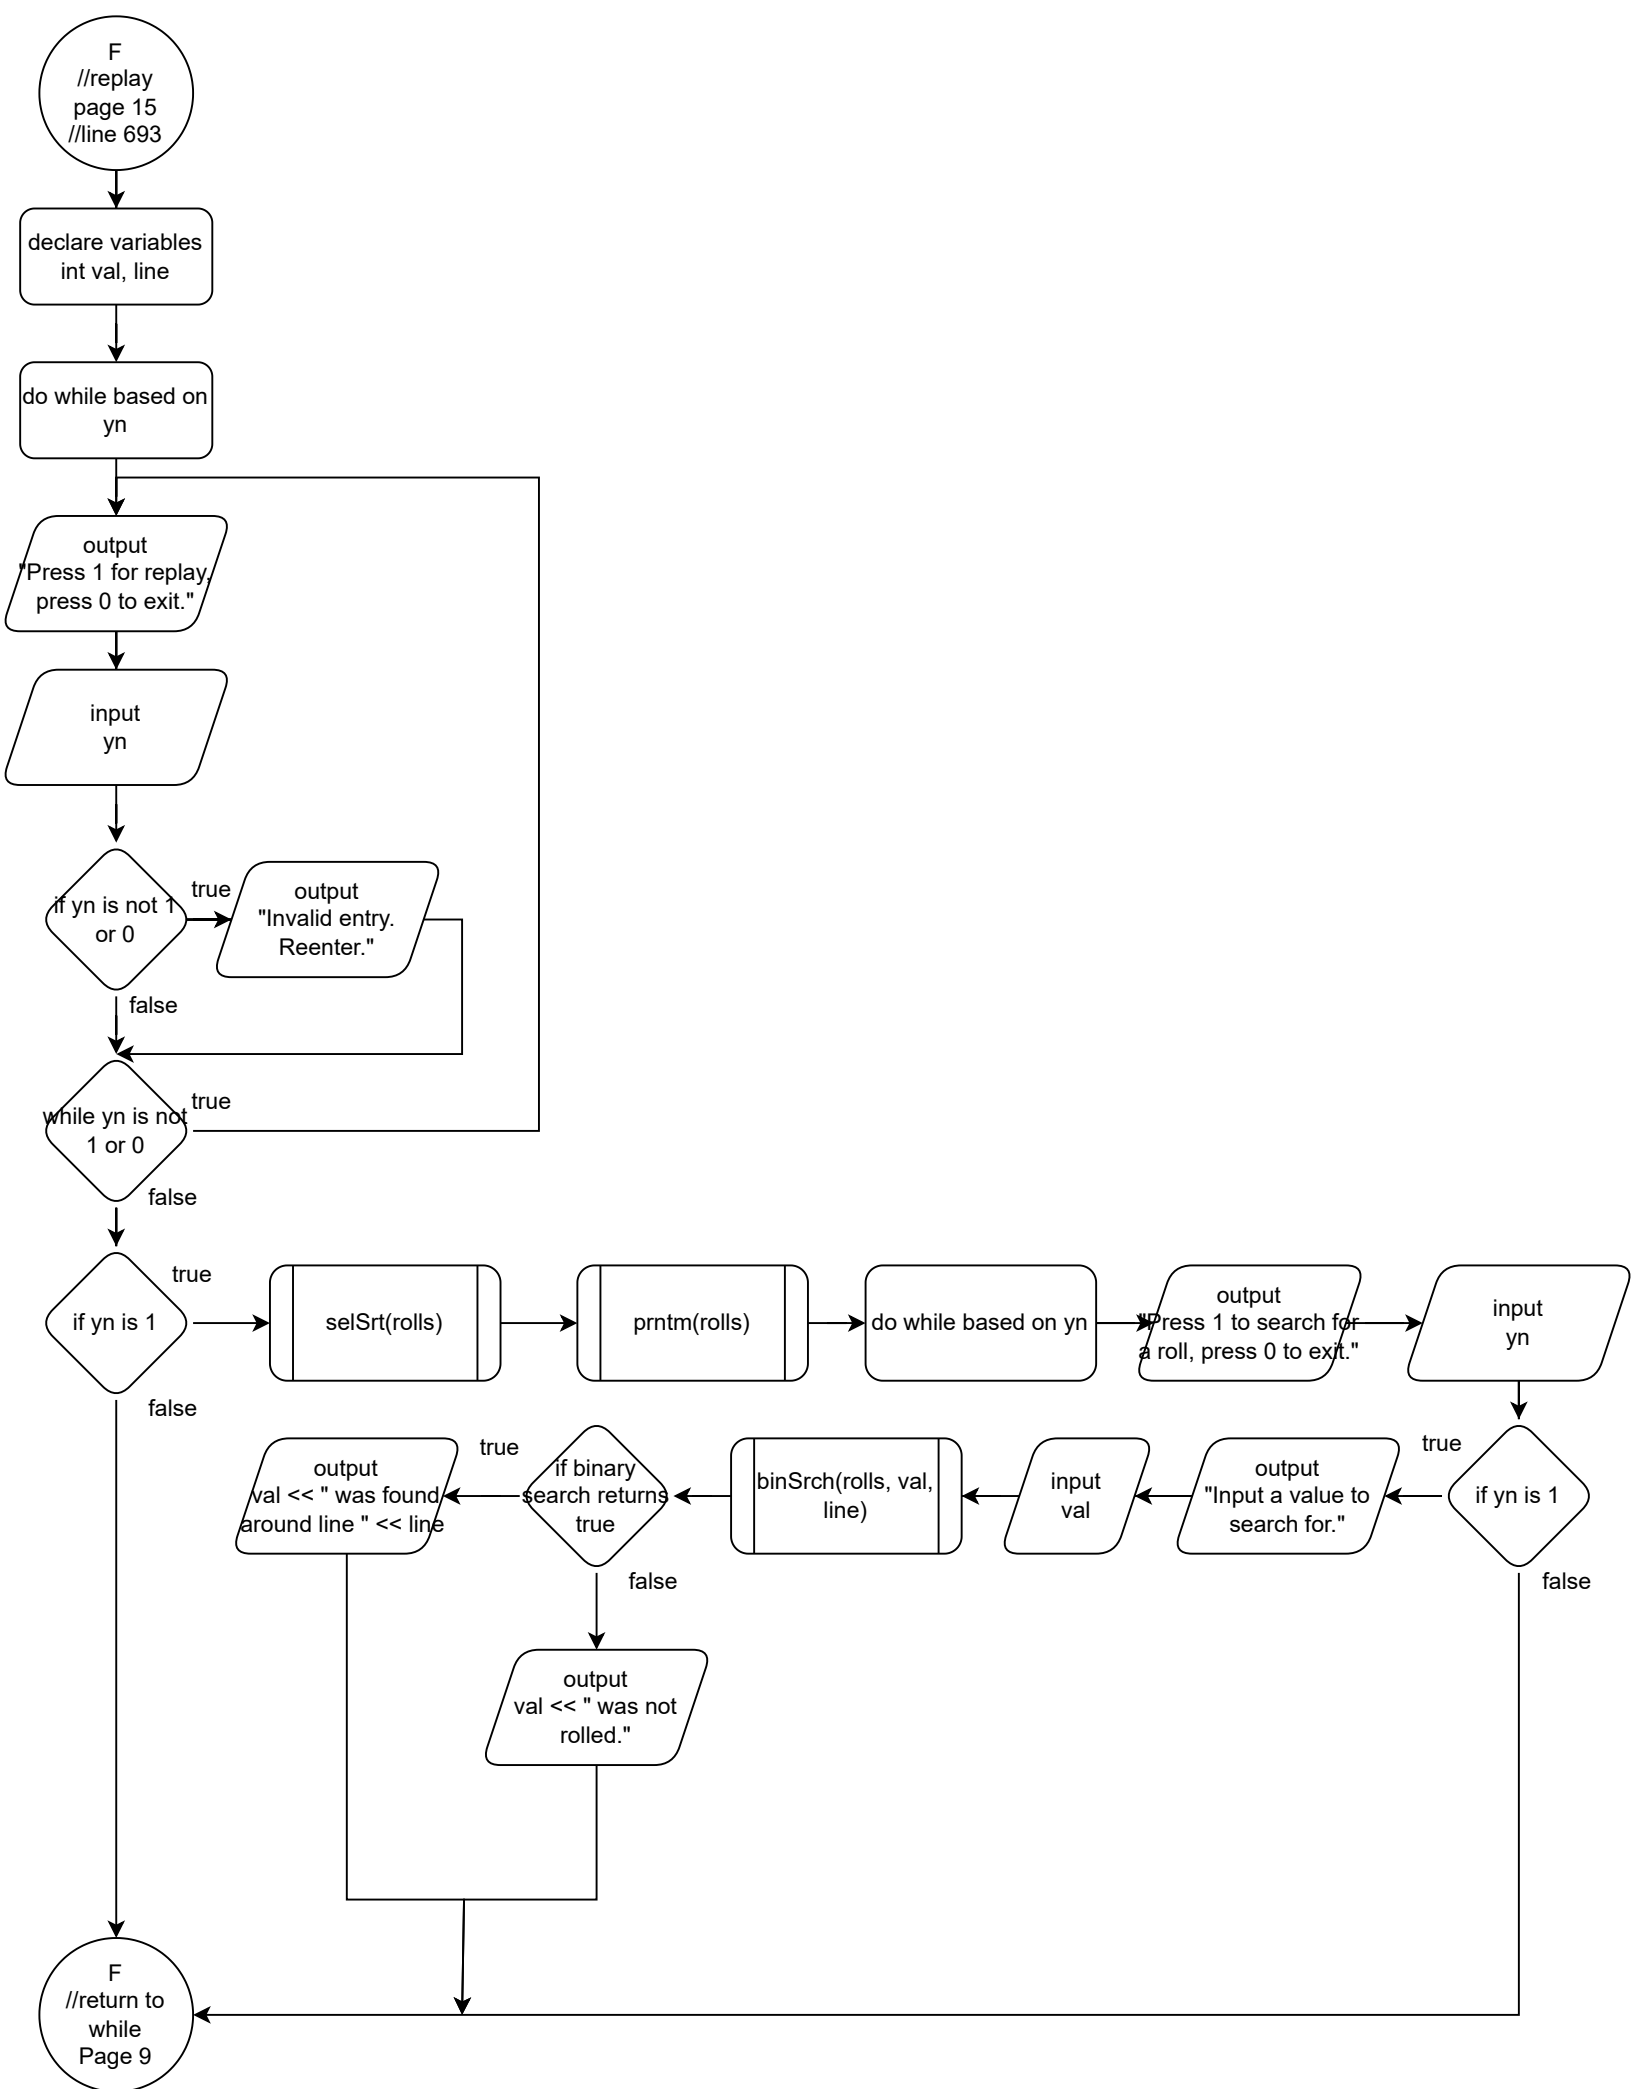 F
//replay
page 15
//line 693
declare variables
int val, line
do while based on
yn
output
"Press 1 for replay,
press 0 to exit."
input
yn
if yn is not 1
or 0
true
output
"Invalid entry.
Reenter."
false
while yn is not
1 or 0
true
false
if yn is 1
true
false
selSrt(rolls)
prntm(rolls)
do while based on yn
output
"Press 1 to search for
a roll, press 0 to exit."
input
yn
if yn is 1
true
false
output
"Input a value to
search for."
input
val
binSrch(rolls, val,
line)
if binary
search returns
true
true
false
output
val << " was found
around line " << line
output
val << " was not
rolled."
F
//return to
while
Page 9